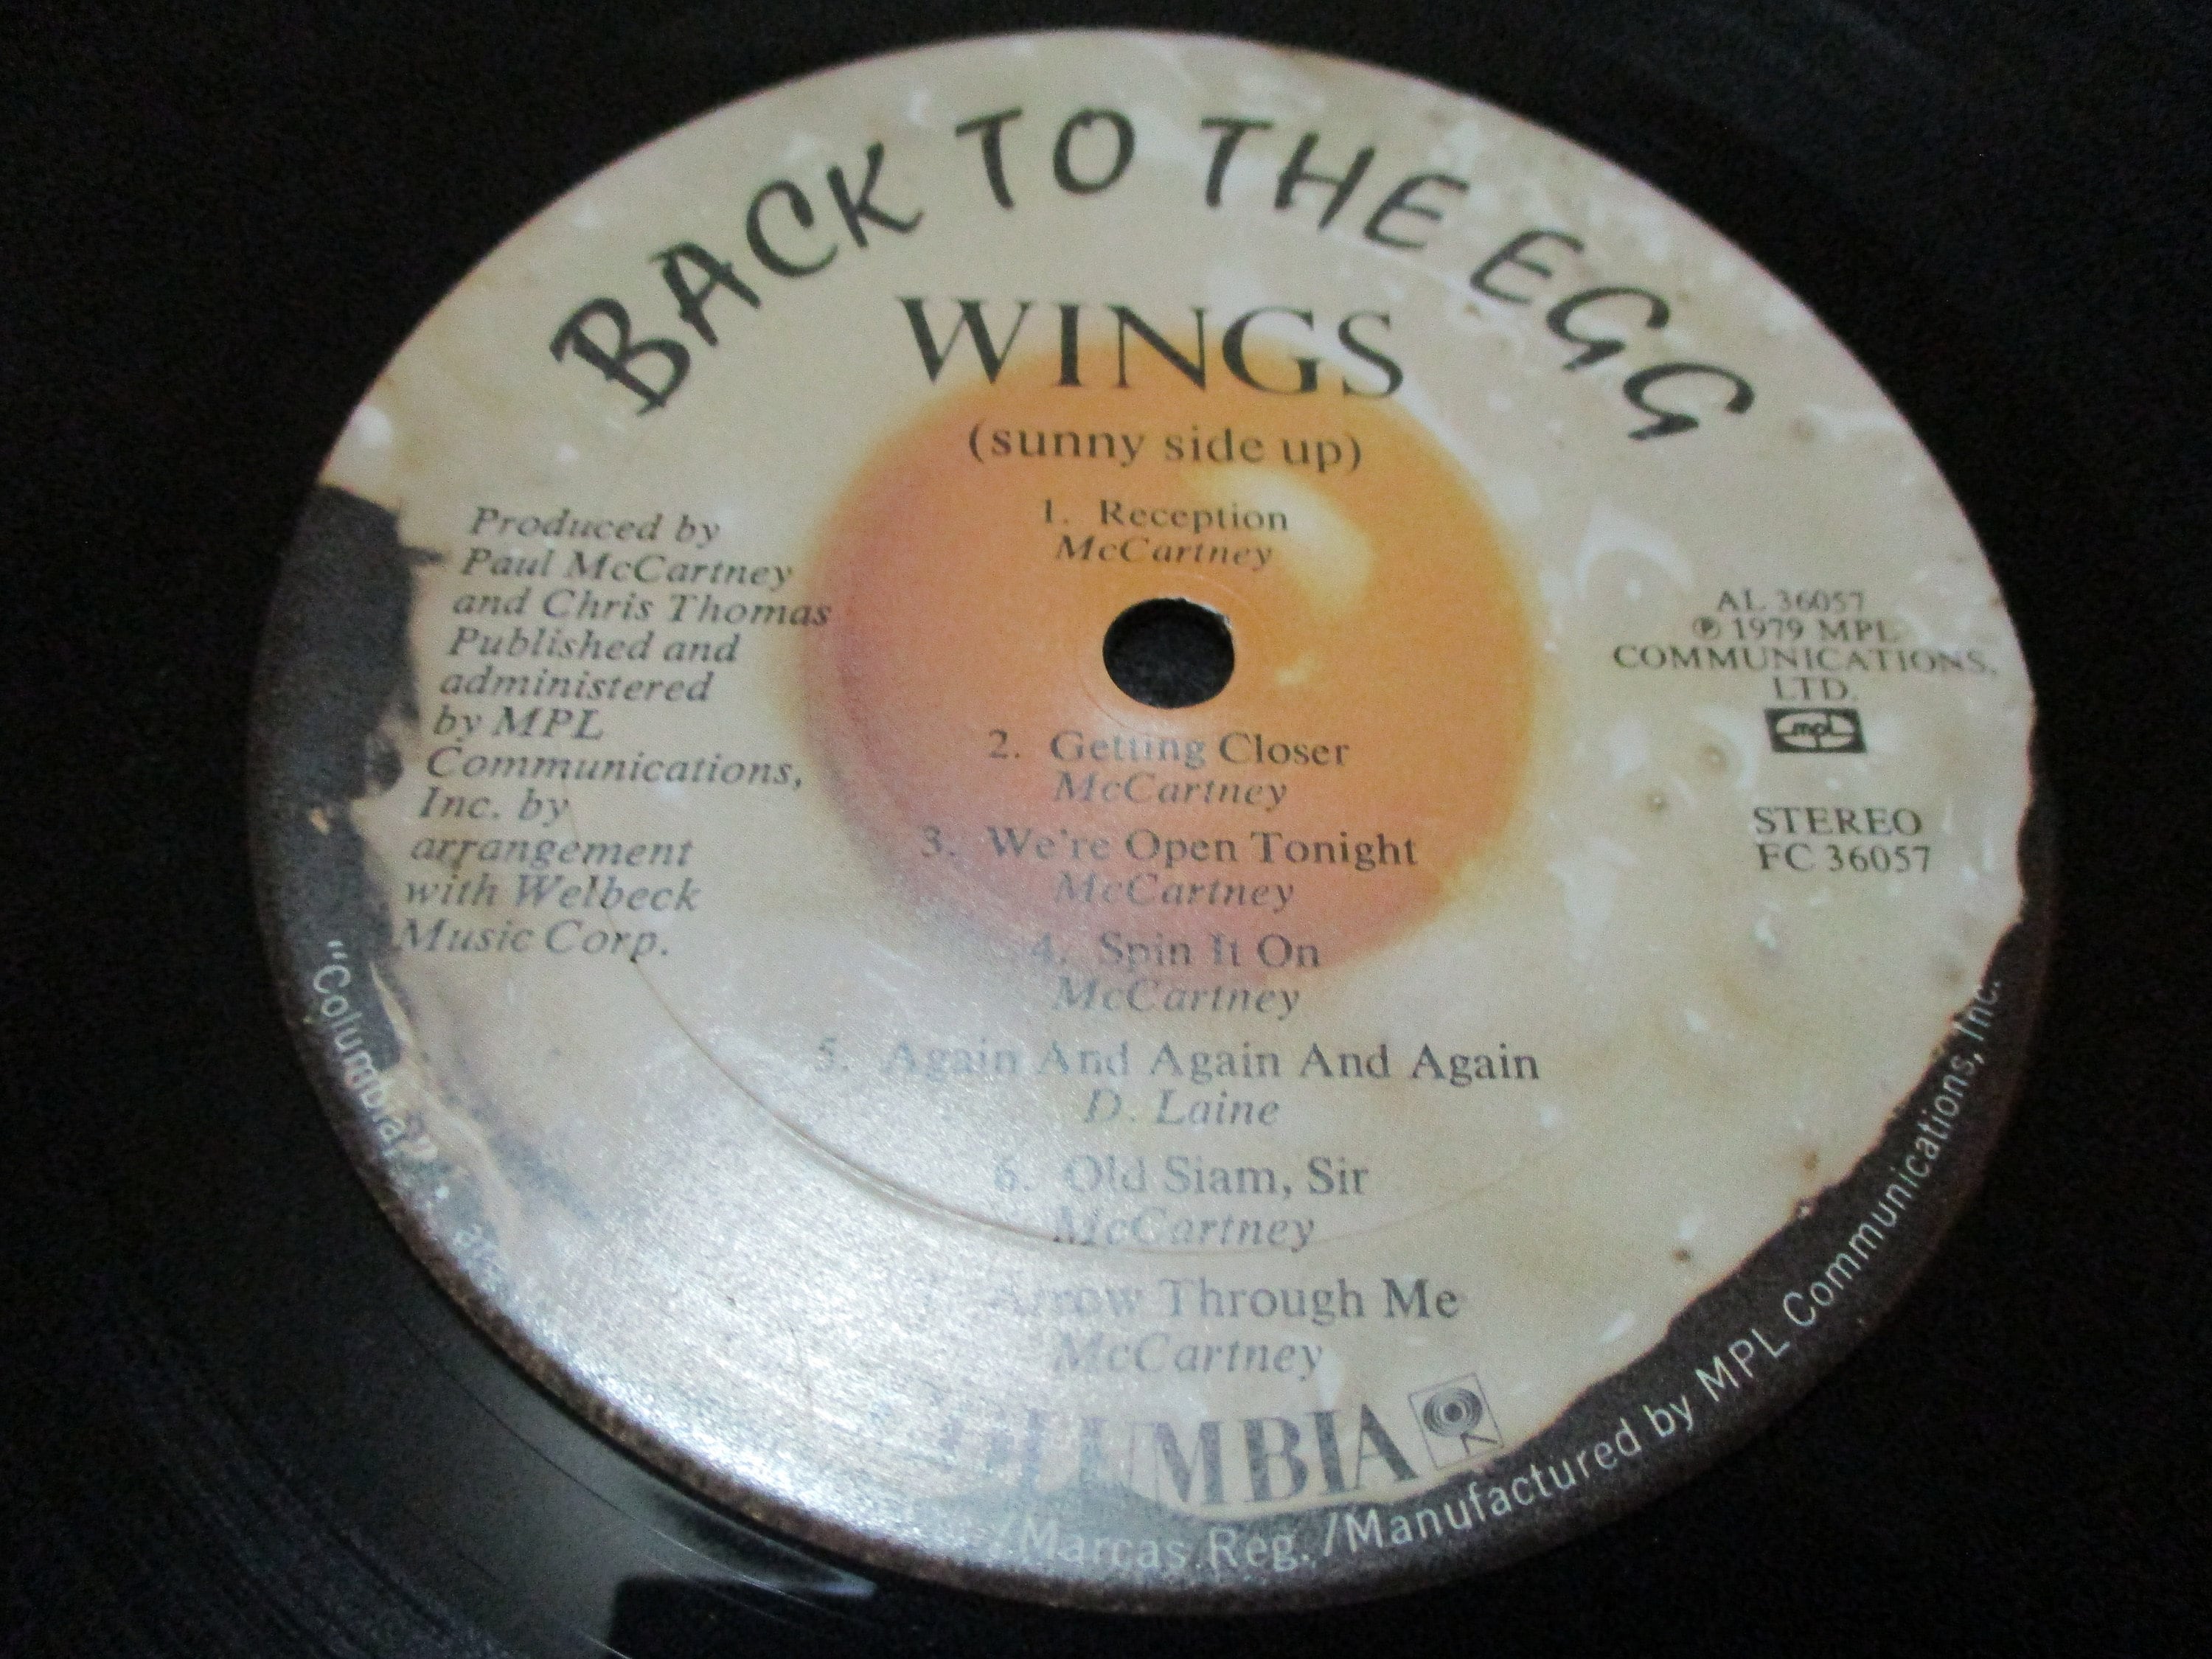 BACK TO THE EGG
WINGS
(sunny side up)
1. Reception
McCartney
Produced by
Paul McCartney
and Chris Thomas
Published and
administered
by MPL
Communications,
Inc. by
arrangement
with Welbeck
Music Corp.
AL 36057
℗ 1979 MPL
COMMUNICATIONS,
LTD.
mpl
STEREO
FC 36057
2. Getting Closer
McCartney
3. We're Open Tonight
McCartney
4. Spin It On
McCartney
5. Again And Again And Again
D. Laine
6. Old Siam, Sir
McCartney
Arrow Through Me
McCartney
COLUMBIA
"Columbia", /Marcas Reg. /Manufactured by MPL Communications, Inc.